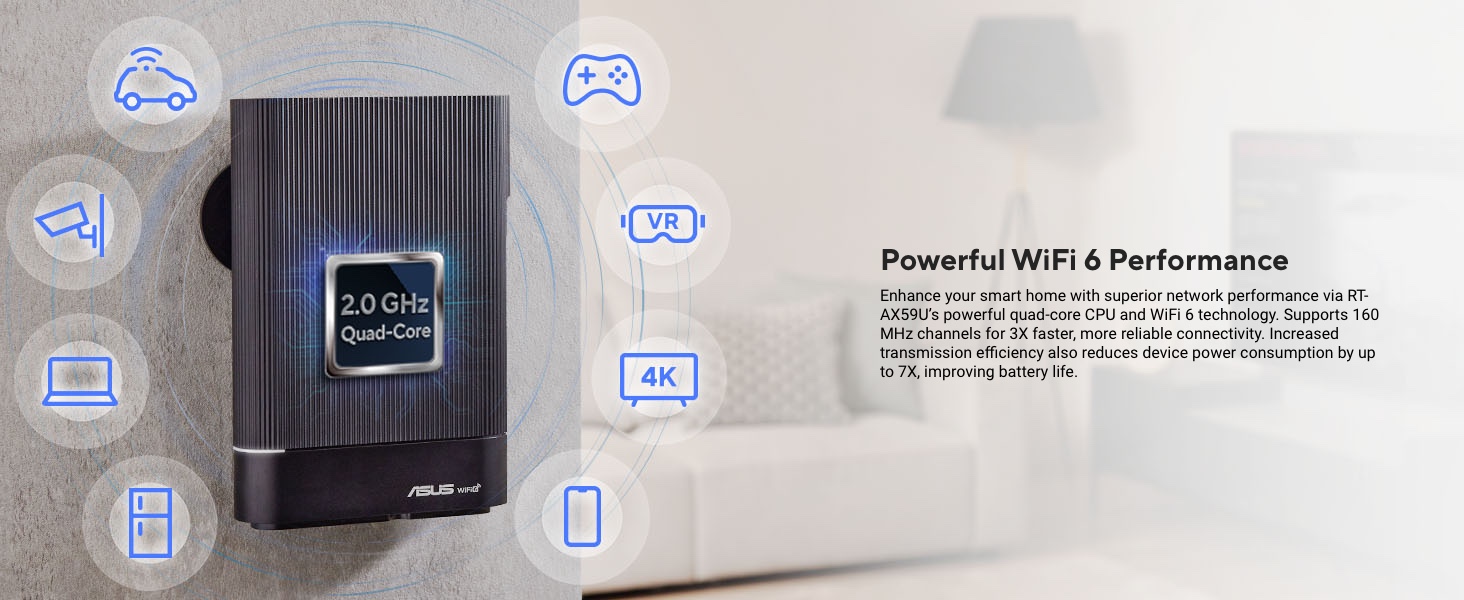 2.0 GHz
Quad-Core
ASUS WiFi 6
VR
4K
Powerful WiFi 6 Performance
Enhance your smart home with superior network performance via RT-
AX59U’s powerful quad-core CPU and WiFi 6 technology. Supports 160
MHz channels for 3X faster, more reliable connectivity. Increased
transmission efficiency also reduces device power consumption by up
to 7X, improving battery life.